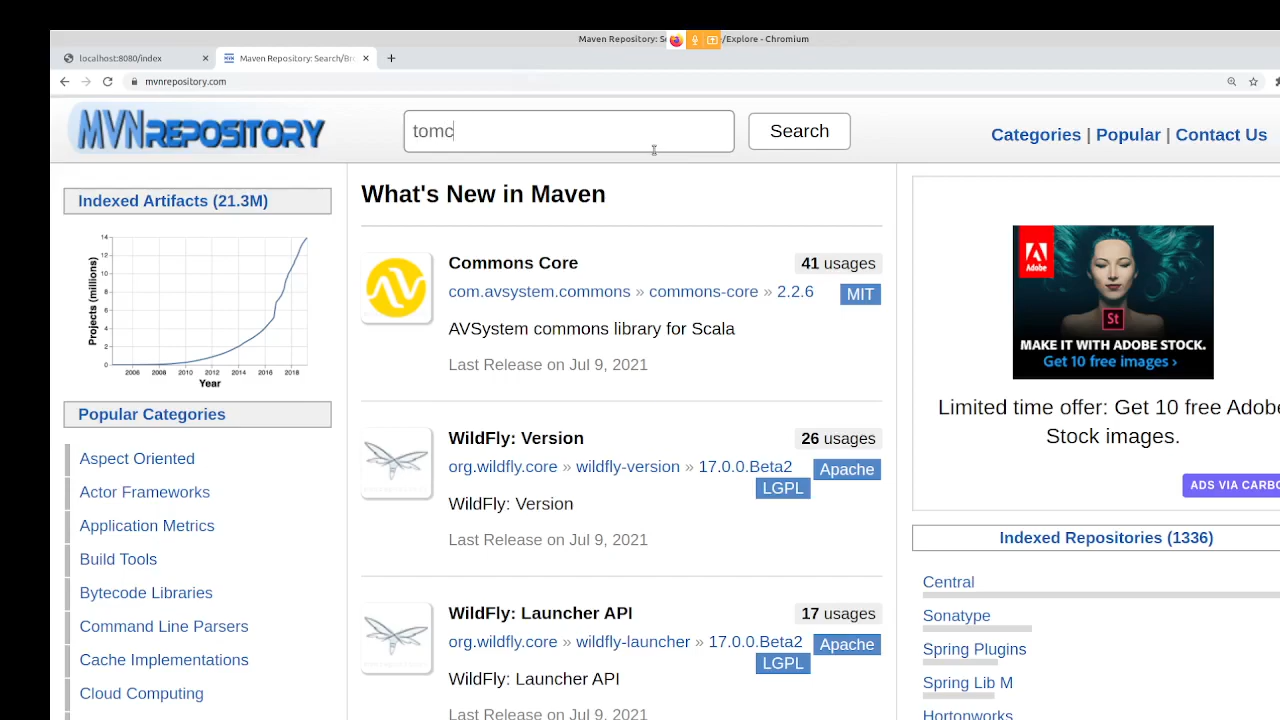 Maven Repository: Se /Explore - Chromium
localhost:8080/index
Maven Repository: Search/Bro
mvnrepository.com
MVNREPOSITORY
tomc
Search
Categories | Popular | Contact Us
Indexed Artifacts (21.3M)
Projects (millions)
14
12
10
8
6
4
2
0
2006 2008 2010 2012 2014 2016 2018
Year
Popular Categories
Aspect Oriented
Actor Frameworks
Application Metrics
Build Tools
Bytecode Libraries
Command Line Parsers
Cache Implementations
Cloud Computing
What's New in Maven
Commons Core
41 usages
com.avsystem.commons » commons-core » 2.2.6
MIT
AVSystem commons library for Scala
Last Release on Jul 9, 2021
WildFly: Version
26 usages
org.wildfly.core » wildfly-version » 17.0.0.Beta2
Apache
LGPL
WildFly: Version
Last Release on Jul 9, 2021
WildFly: Launcher API
17 usages
org.wildfly.core » wildfly-launcher » 17.0.0.Beta2
Apache
LGPL
WildFly: Launcher API
Last Release on Jul 9, 2021
Adobe
St
MAKE IT WITH ADOBE STOCK.
Get 10 free images ›
Limited time offer: Get 10 free Adobe
Stock images.
ADS VIA CARBO
Indexed Repositories (1336)
Central
Sonatype
Spring Plugins
Spring Lib M
Hortonworks